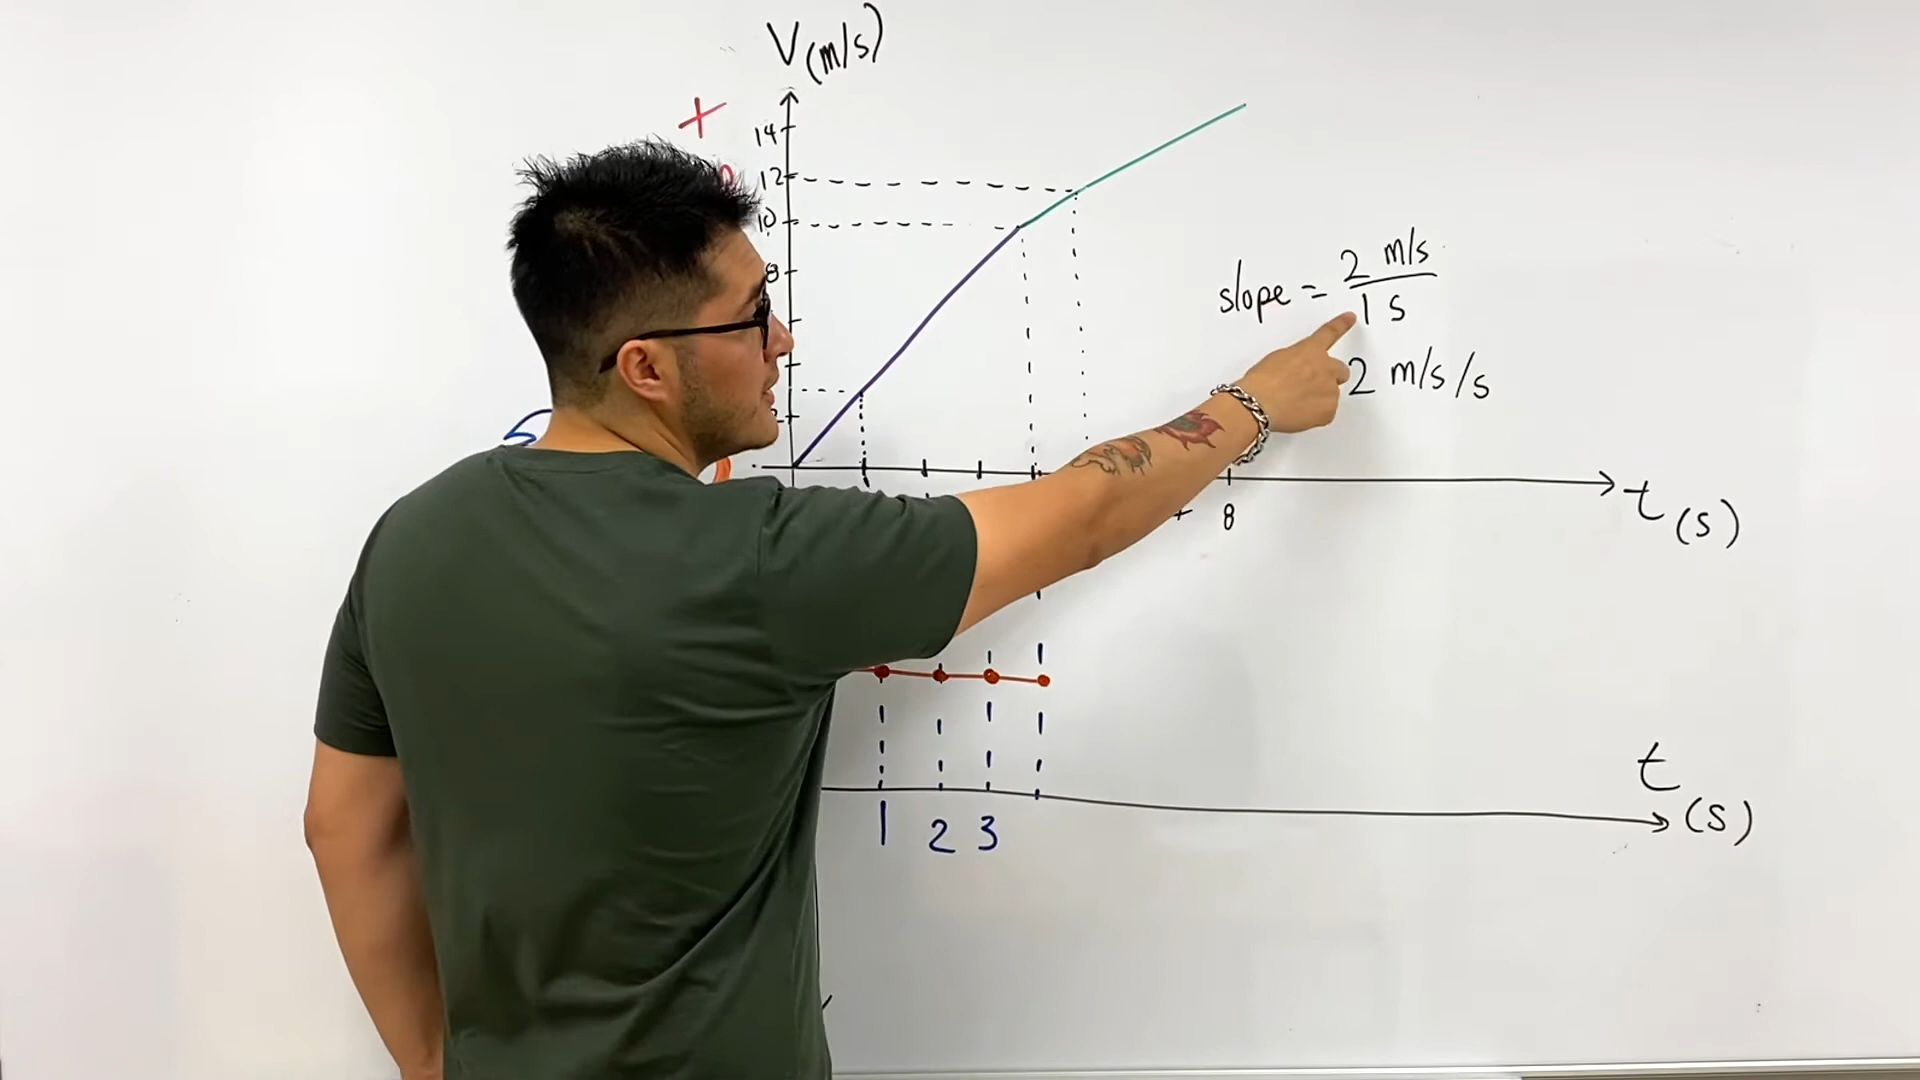 V(m/s)
+
14
12
10
8
slope = 2 m/s
1 s
2 m/s/s
8
t(s)
t
(s)
1 2 3